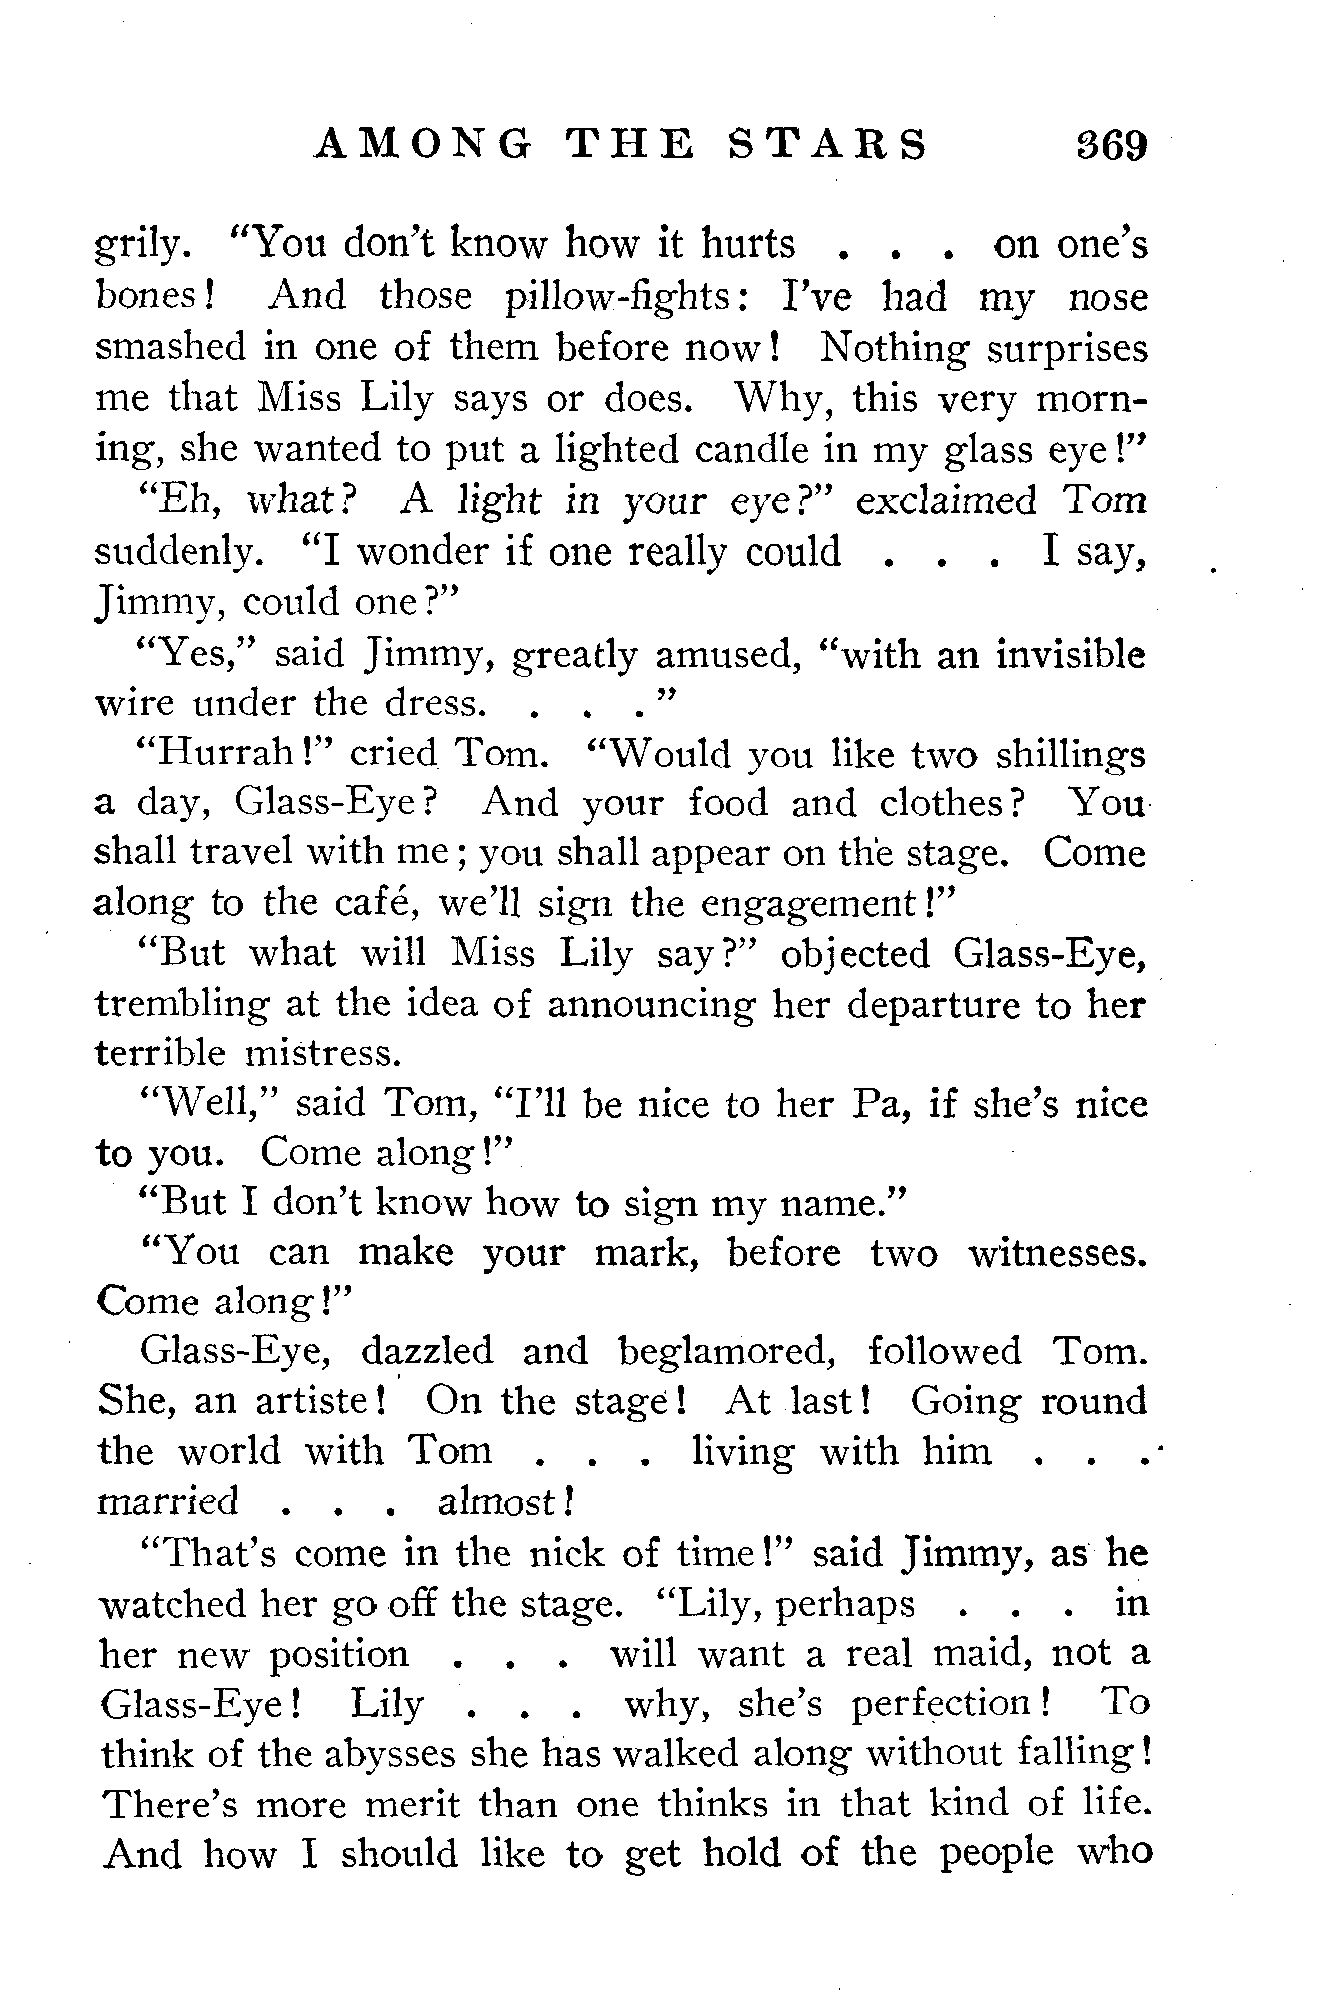 AMONG THE STARS 369
grily. "You don't know how it hurts . . . on one's
bones! And those pillow-fights: I've had my nose
smashed in one of them before now! Nothing surprises
me that Miss Lily says or does. Why, this very morn-
ing, she wanted to put a lighted candle in my glass eye!"
"Eh, what? A light in your eye?" exclaimed Tom
suddenly. "I wonder if one really could . . . I say,
Jimmy, could one?"
"Yes," said Jimmy, greatly amused, "with an invisible
wire under the dress. . . ."
"Hurrah!" cried Tom. "Would you like two shillings
a day, Glass-Eye? And your food and clothes? You
shall travel with me; you shall appear on the stage. Come
along to the café, we'll sign the engagement!"
"But what will Miss Lily say?" objected Glass-Eye,
trembling at the idea of announcing her departure to her
terrible mistress.
"Well," said Tom, "I'll be nice to her Pa, if she's nice
to you. Come along!"
"But I don't know how to sign my name."
"You can make your mark, before two witnesses.
Come along!"
Glass-Eye, dazzled and beglamored, followed Tom.
She, an artiste! On the stage! At last! Going round
the world with Tom . . . living with him . . .
married . . . almost!
"That's come in the nick of time!" said Jimmy, as he
watched her go off the stage. "Lily, perhaps . . . in
her new position . . . will want a real maid, not a
Glass-Eye! Lily . . . why, she's perfection! To
think of the abysses she has walked along without falling!
There's more merit than one thinks in that kind of life.
And how I should like to get hold of the people who